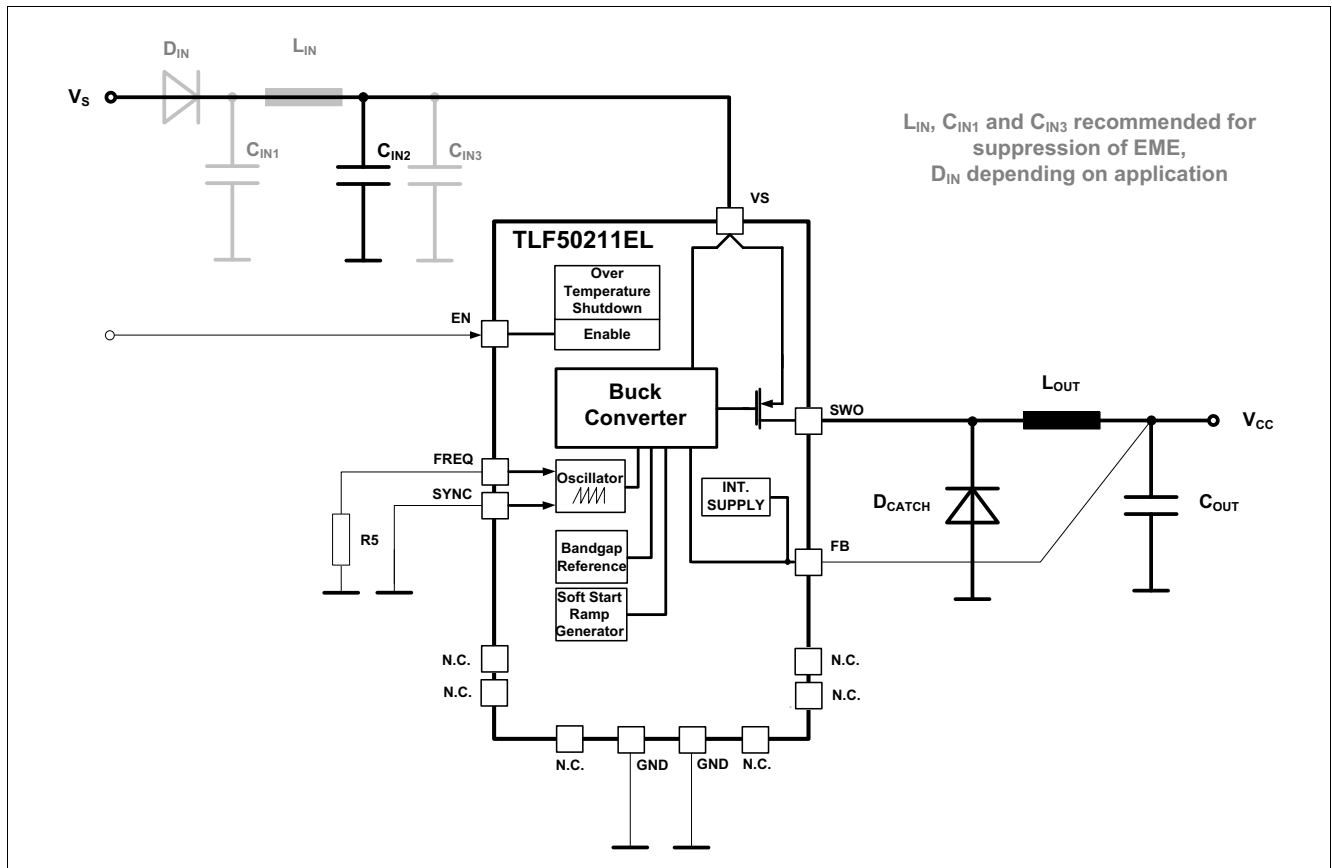 D_IN
L_IN
V_S
C_IN1
C_IN2
C_IN3
L_IN, C_IN1 and C_IN3 recommended for
suppression of EME,
D_IN depending on application
VS
TLF50211EL
Over
Temperature
Shutdown
EN
Enable
Buck
Converter
SWO
L_OUT
V_CC
FREQ
SYNC
Oscillator
INT.
SUPPLY
D_CATCH
C_OUT
R5
FB
Bandgap
Reference
Soft Start
Ramp
Generator
N.C.
N.C.
N.C.
N.C.
N.C.
GND
GND
N.C.